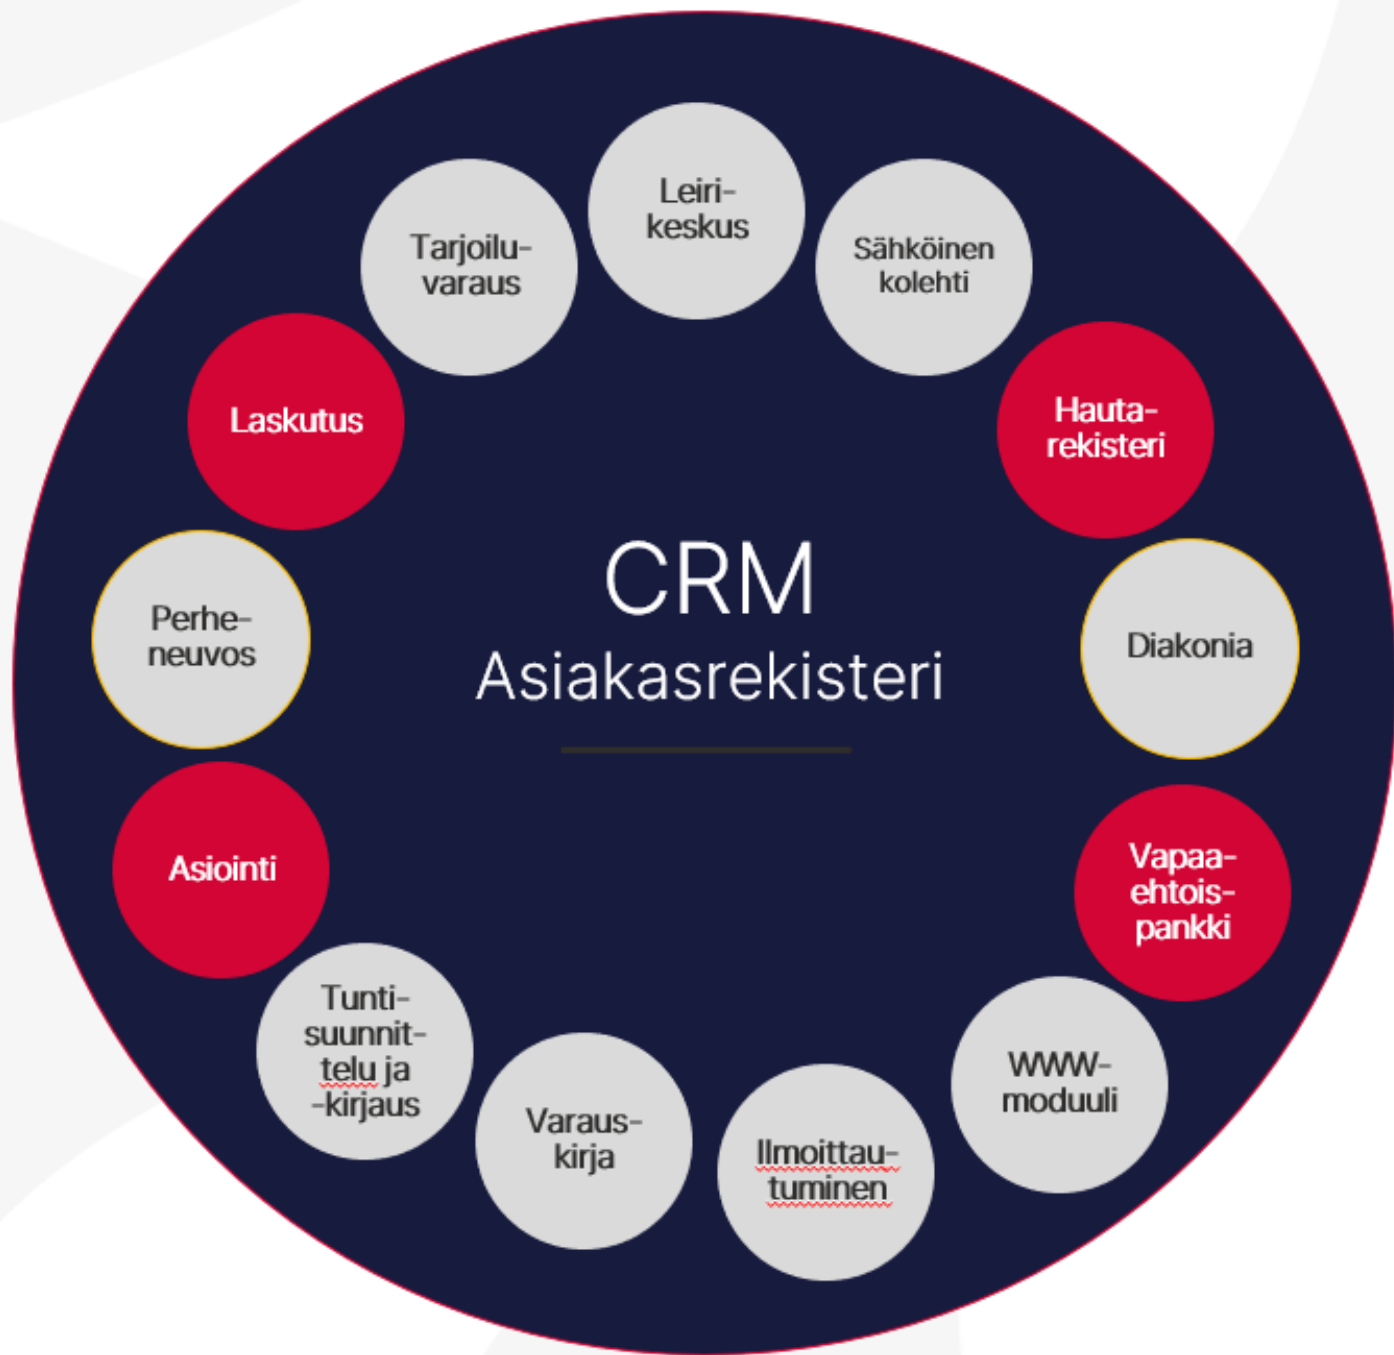 Leiri-
keskus
Sähköinen
kolehti
Hauta-
rekisteri
Diakonia
Vapaa-
ehtois-
pankki
WWW-
moduuli
Ilmoittau-
tuminen
Varaus-
kirja
Tunti-
suunnit-
telu ja
-kirjaus
Asiointi
Perhe-
neuvos
Laskutus
Tarjoilu-
varaus
CRM
Asiakasrekisteri